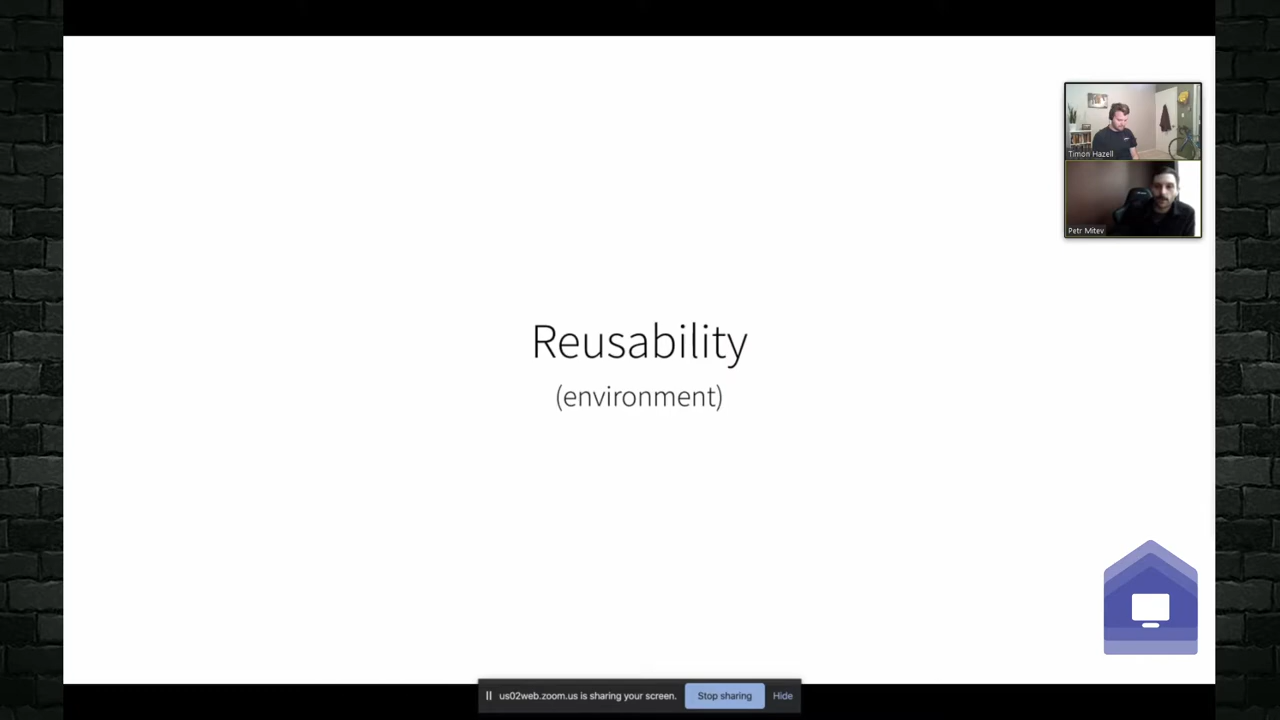 Timon Hazell
Petr Mitev
Reusability
(environment)
us02web.zoom.us is sharing your screen.
Stop sharing
Hide